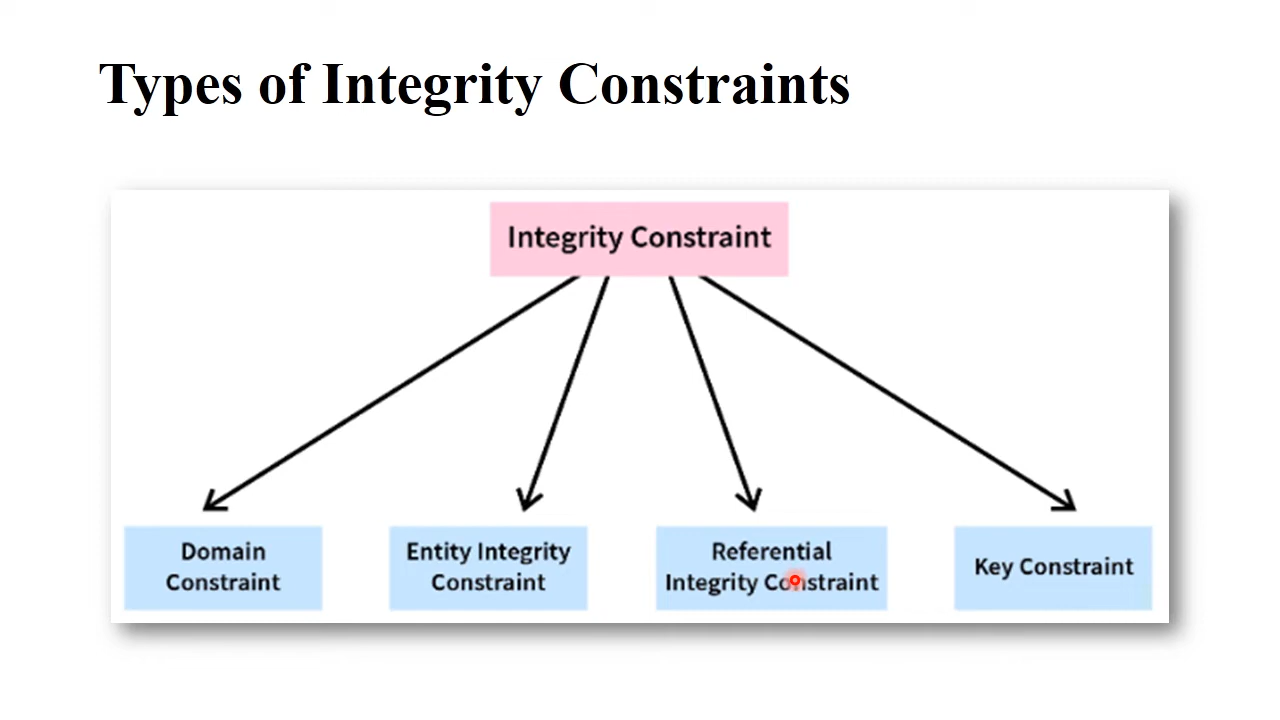 Types of Integrity Constraints
Integrity Constraint
Domain
Constraint
Entity Integrity
Constraint
Referential
Integrity Constraint
Key Constraint